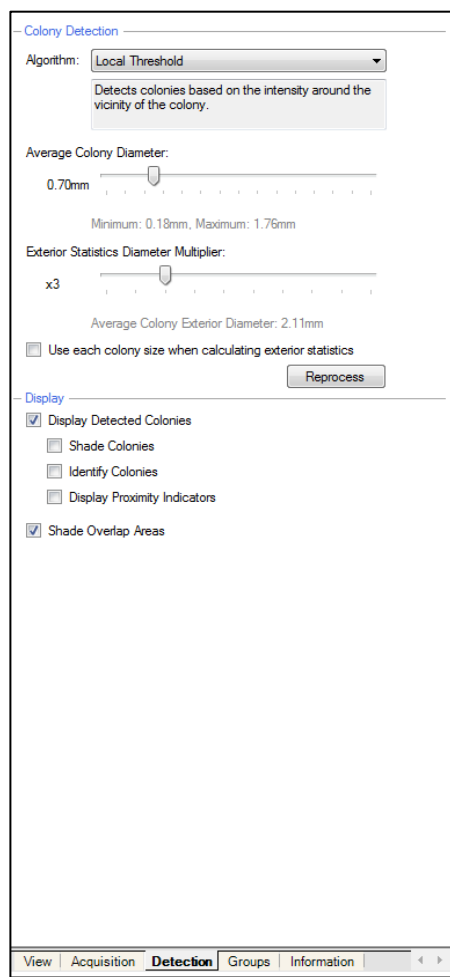 Colony Detection
Algorithm: Local Threshold
Detects colonies based on the intensity around the
vicinity of the colony.
Average Colony Diameter:
0.70mm
Minimum: 0.18mm, Maximum: 1.76mm
Exterior Statistics Diameter Multiplier:
x3
Average Colony Exterior Diameter: 2.11mm
Use each colony size when calculating exterior statistics
Reprocess
Display
Display Detected Colonies
Shade Colonies
Identify Colonies
Display Proximity Indicators
Shade Overlap Areas
View Acquisition Detection Groups Information